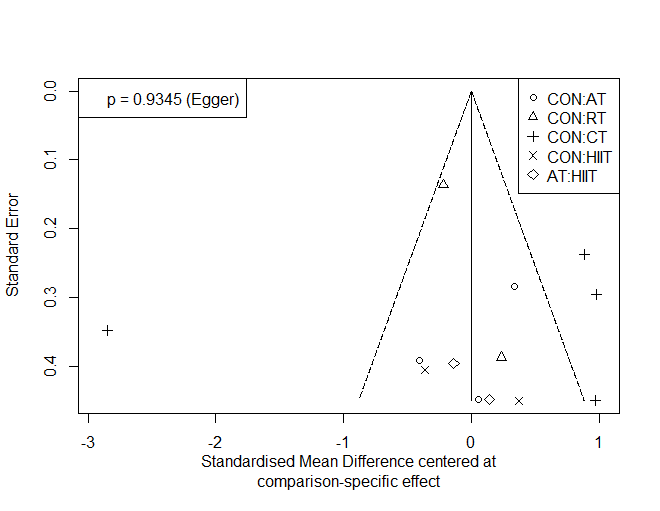 p = 0.9345 (Egger)
CON:AT
CON:RT
CON:CT
CON:HIIT
AT:HIIT
0.0
0.1
0.2
0.3
0.4
Standard Error
-3
-2
-1
0
1
Standardised Mean Difference centered at
comparison-specific effect